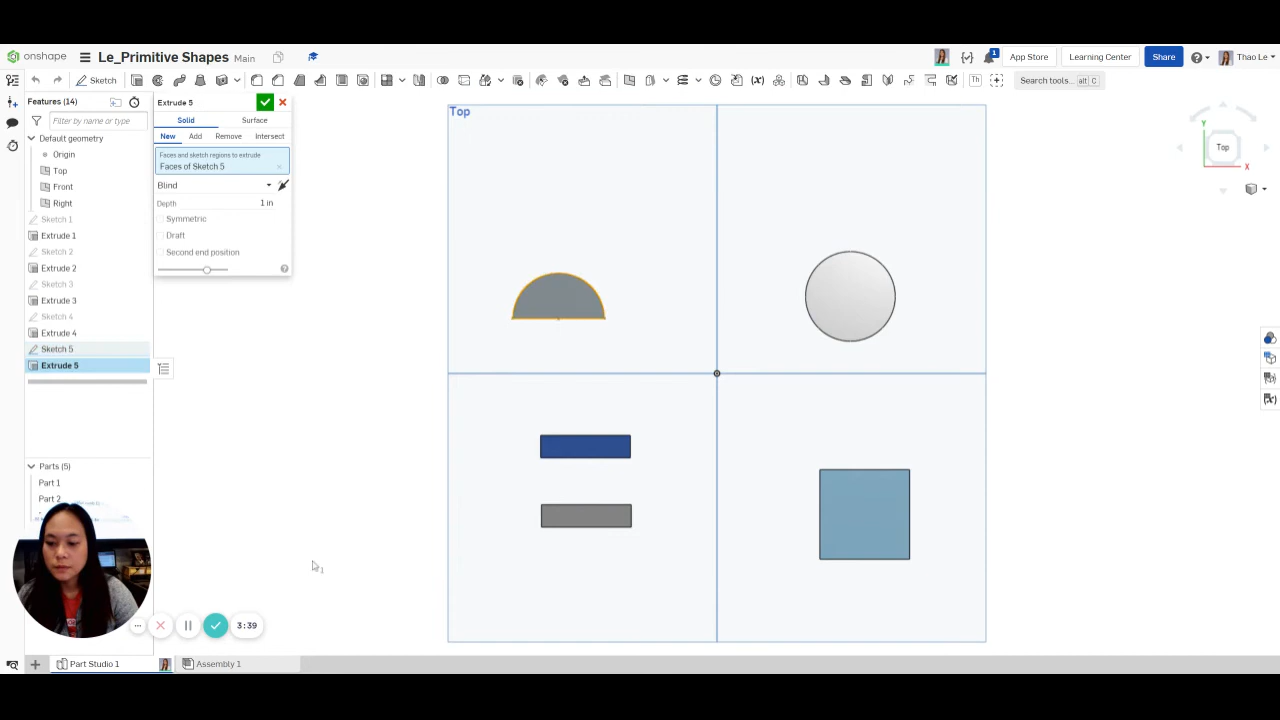 onshape Le_Primitive Shapes Main 1 App Store Learning Center Share Thao Le
Sketch Search tools... alt C
Features (14)
Filter by name or type
Default geometry
Origin
Top
Front
Right
Sketch 1
Extrude 1
Sketch 2
Extrude 2
Sketch 3
Extrude 3
Sketch 4
Extrude 4
Sketch 5
Extrude 5
Parts (5)
Part 1
Part 2
Extrude 5
Solid Surface
New Add Remove Intersect
Faces and sketch regions to extrude
Faces of Sketch 5
Blind
Depth 1 in
Symmetric
Draft
Second end position
Top
Y
Top
X
3:39
Part Studio 1 Assembly 1